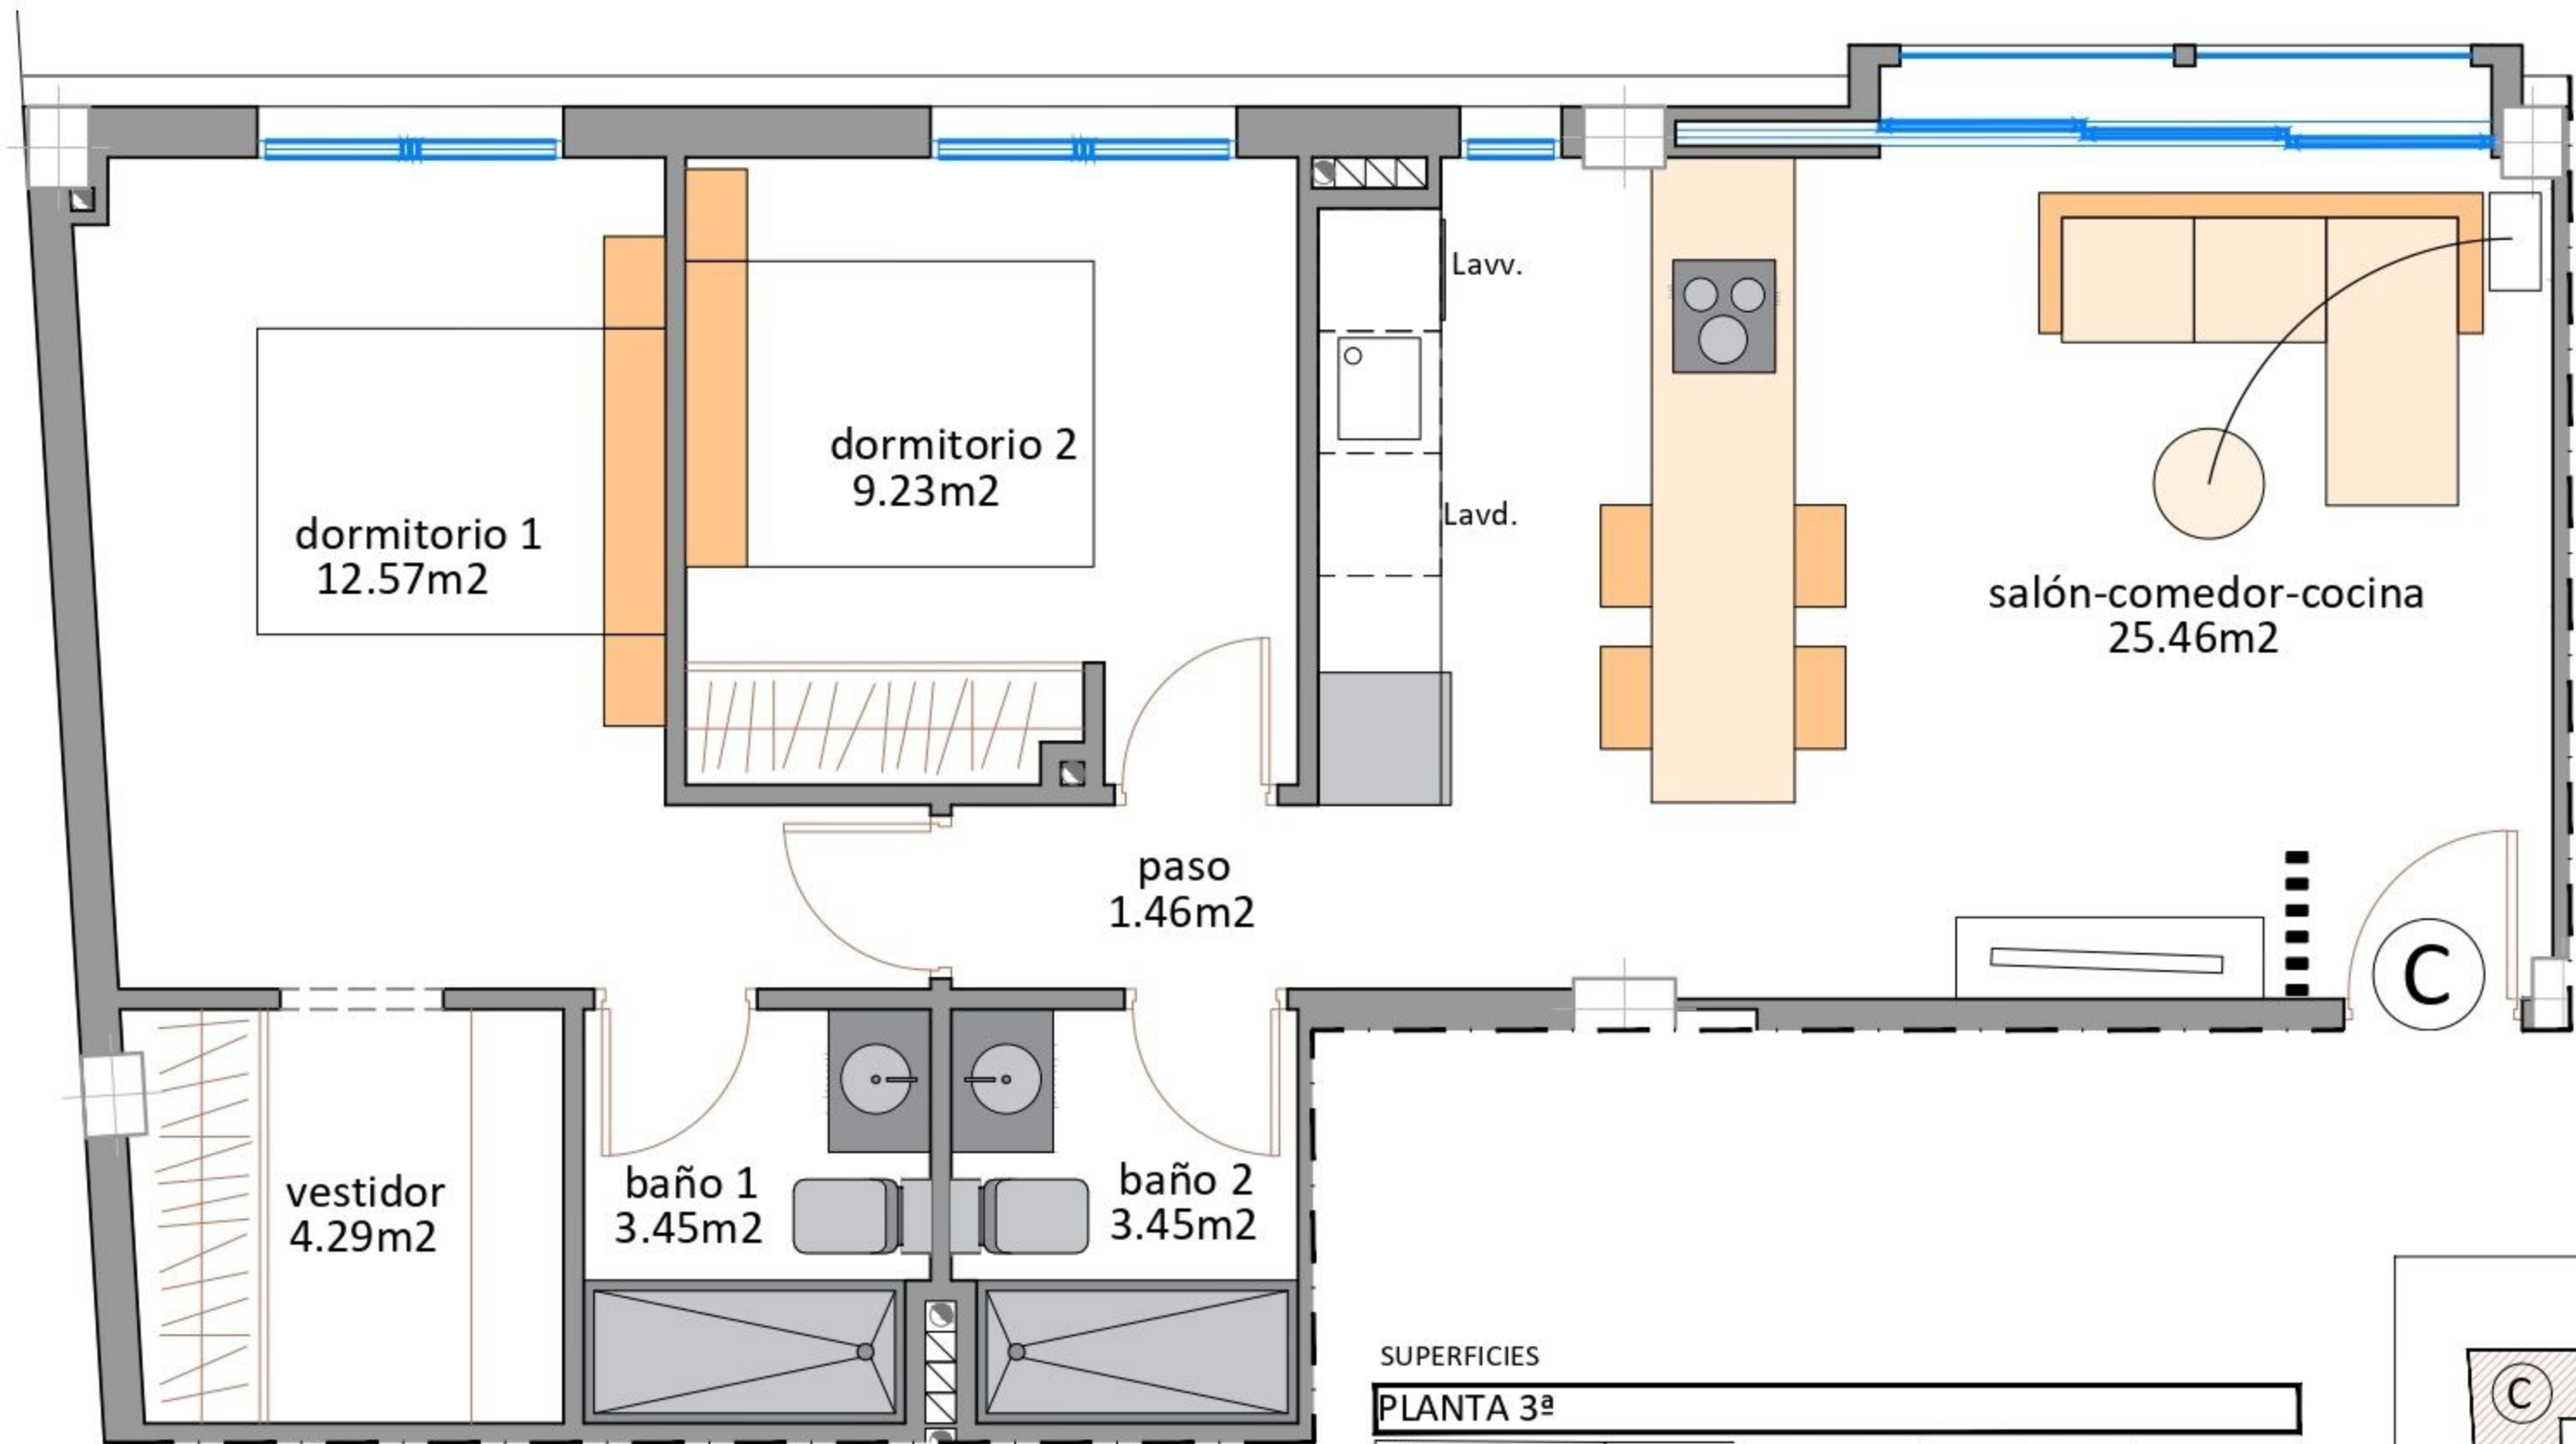 Lavv.
dormitorio 2
9.23m2
dormitorio 1
12.57m2
Lavd.
salón-comedor-cocina
25.46m2
paso
1.46m2
C
vestidor
4.29m2
baño 1
3.45m2
baño 2
3.45m2
SUPERFICIES
PLANTA 3ª
C